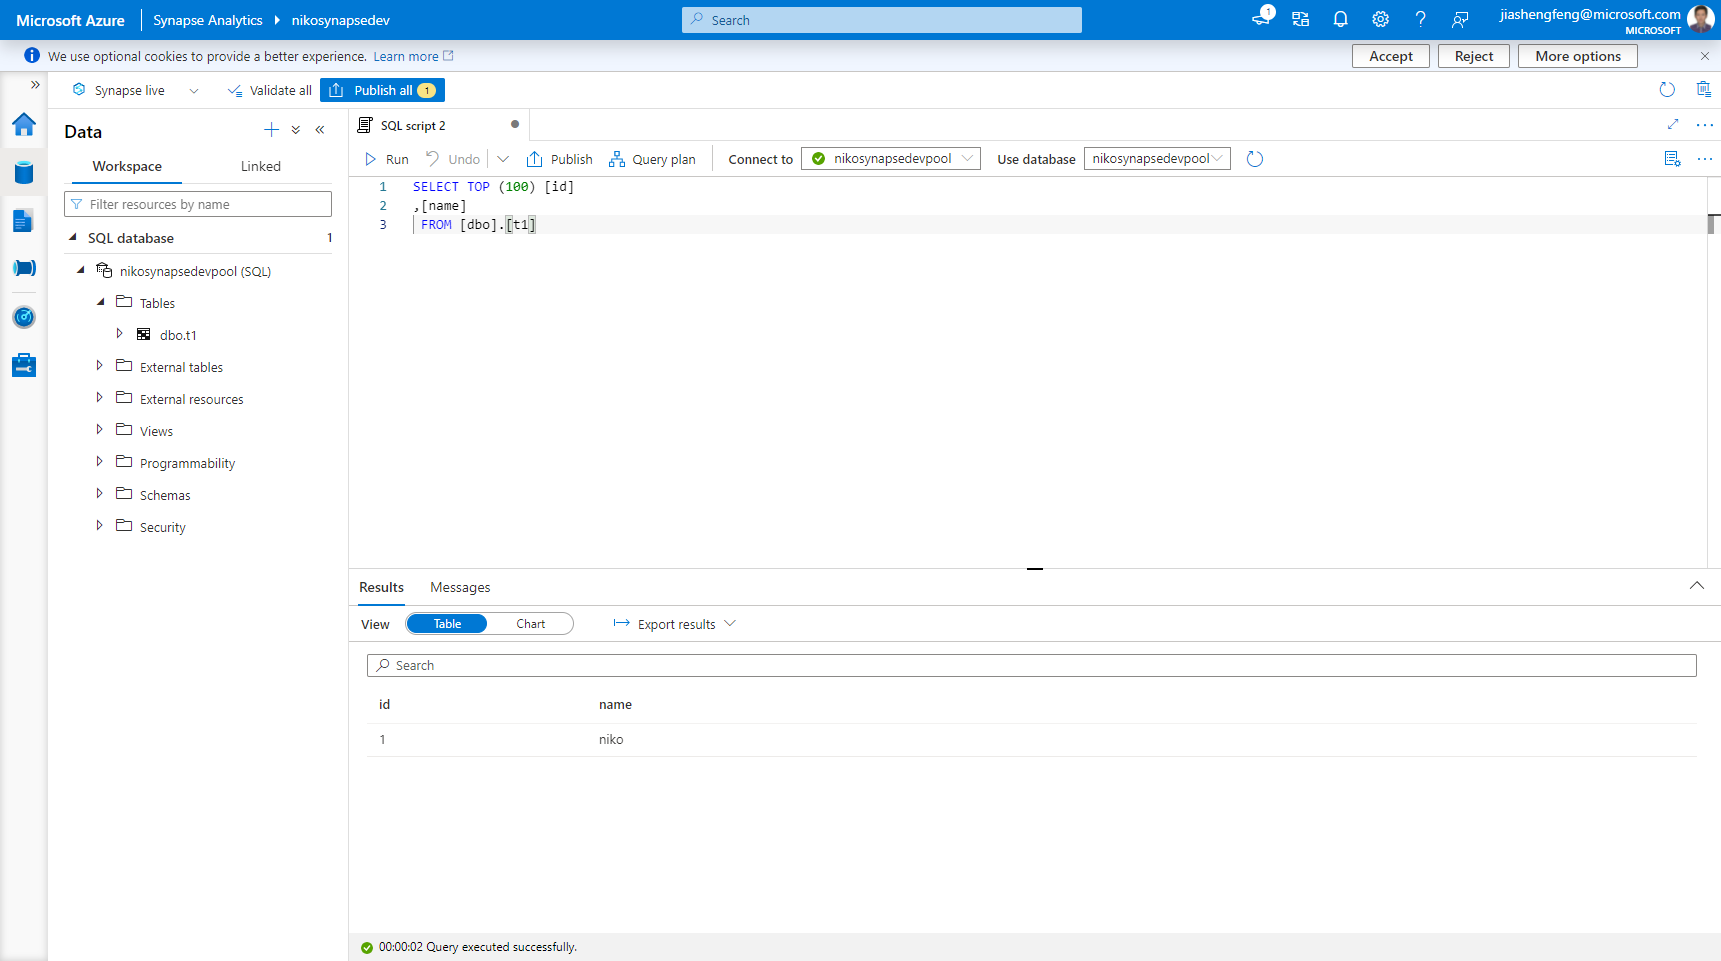 Microsoft Azure
Synapse Analytics
nikosynapsedev
Search
1
jiashengfeng@microsoft.com
MICROSOFT
We use optional cookies to provide a better experience. Learn more
Accept
Reject
More options
Synapse live
Validate all
Publish all 1
Data
Workspace
Linked
Filter resources by name
SQL database
1
nikosynapsedevpool (SQL)
Tables
dbo.t1
External tables
External resources
Views
Programmability
Schemas
Security
SQL script 2
Run
Undo
Publish
Query plan
Connect to
nikosynapsedevpool
Use database
nikosynapsedevpool
1 SELECT TOP (100) [id]
2 ,[name]
3 FROM [dbo].[t1]
Results
Messages
View
Table
Chart
Export results
Search
id name
1 niko
00:00:02 Query executed successfully.